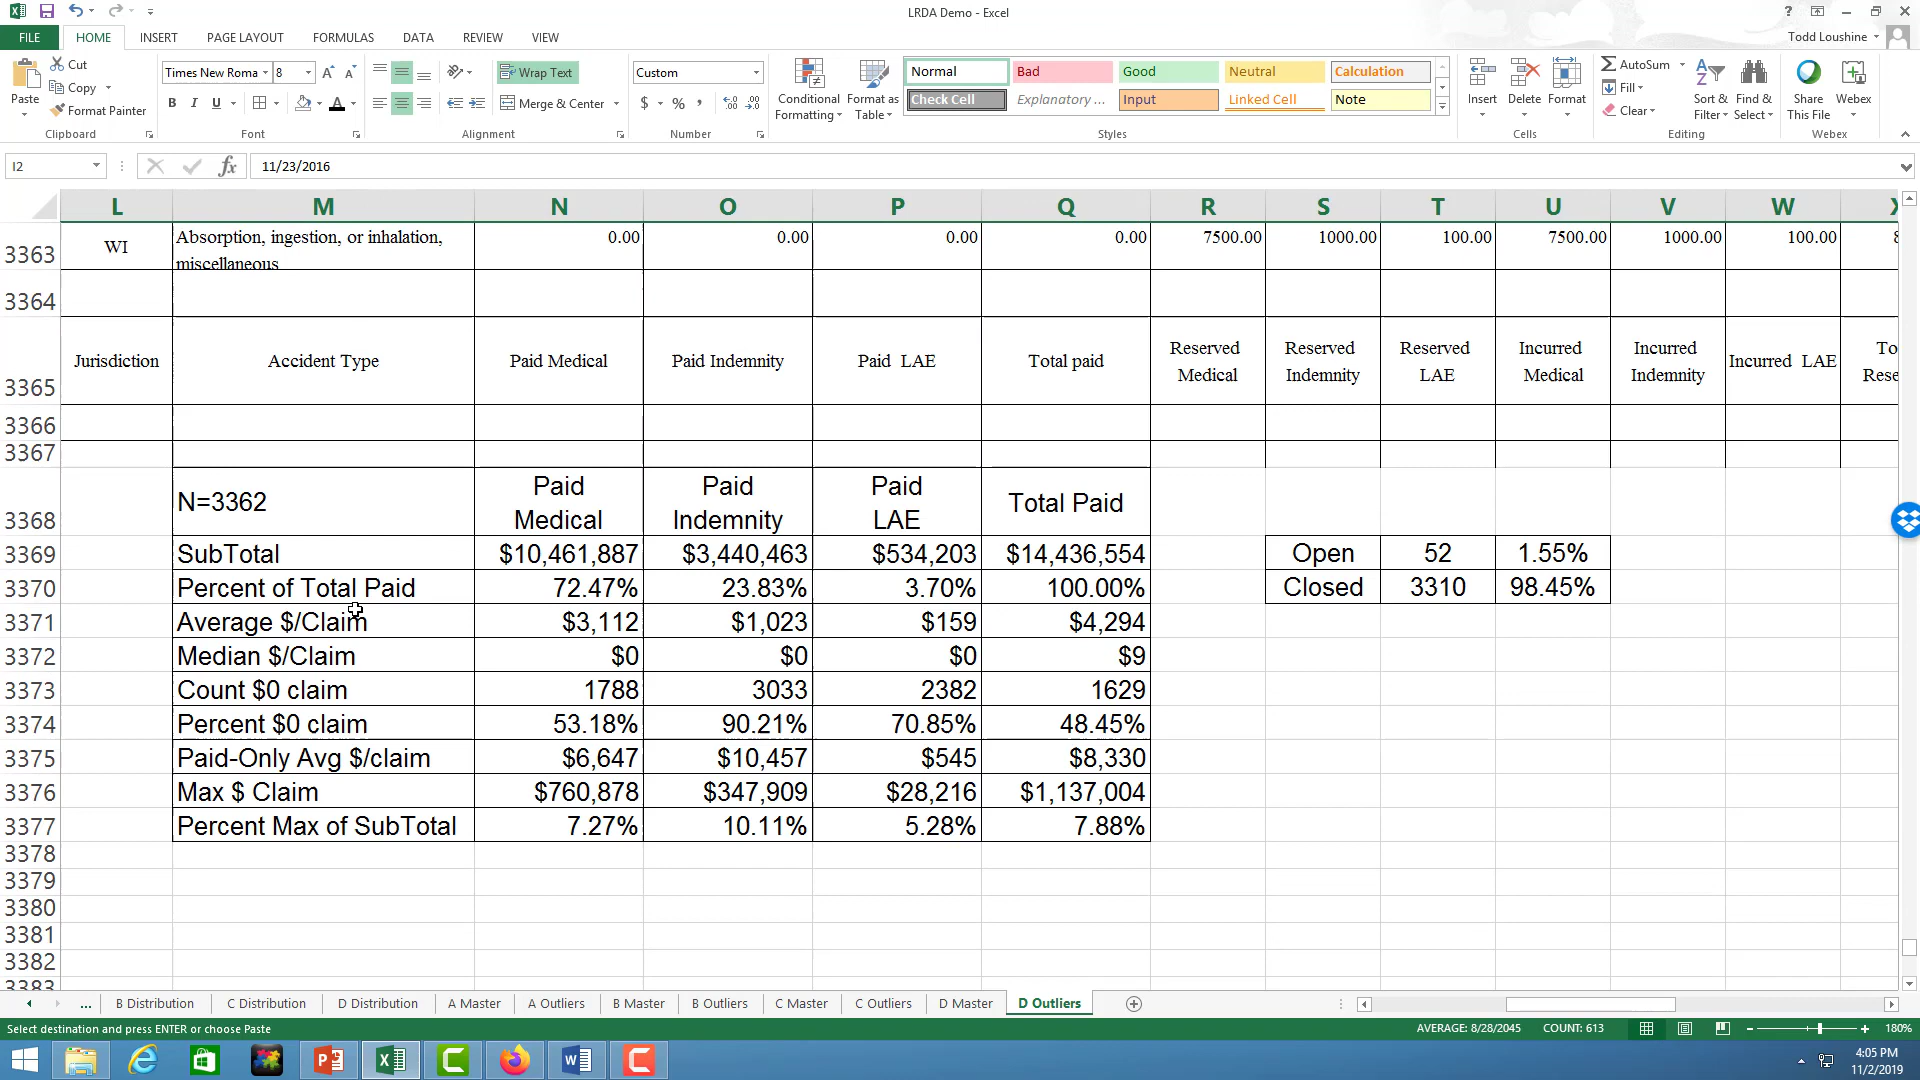 LRDA Demo - Excel
?
FILE HOME INSERT PAGE LAYOUT FORMULAS DATA REVIEW VIEW
Todd Loushine
Paste
Cut
Copy
Format Painter
Clipboard
Times New Roma 8
B I U
Font
Wrap Text
Merge & Center
Alignment
Custom
$ % ,
Number
Conditional Formatting
Format as Table
Normal Bad Good Neutral Calculation
Check Cell Explanatory ... Input Linked Cell Note
Styles
Insert Delete Format
Cells
AutoSum
Fill
Clear
Sort & Filter
Find & Select
Editing
Share This File
Webex
Webex
I2 fx 11/23/2016
L M N O P Q R S T U V W X
3363 WI Absorption, ingestion, or inhalation, miscellaneous 0.00 0.00 0.00 0.00 7500.00 1000.00 100.00 7500.00 1000.00 100.00 8
3364
3365 Jurisdiction Accident Type Paid Medical Paid Indemnity Paid LAE Total paid Reserved Medical Reserved Indemnity Reserved LAE Incurred Medical Incurred Indemnity Incurred LAE To Rese
3366
3367
3368 N=3362 Paid Medical Paid Indemnity Paid LAE Total Paid
3369 SubTotal $10,461,887 $3,440,463 $534,203 $14,436,554 Open 52 1.55%
3370 Percent of Total Paid 72.47% 23.83% 3.70% 100.00% Closed 3310 98.45%
3371 Average $/Claim $3,112 $1,023 $159 $4,294
3372 Median $/Claim $0 $0 $0 $9
3373 Count $0 claim 1788 3033 2382 1629
3374 Percent $0 claim 53.18% 90.21% 70.85% 48.45%
3375 Paid-Only Avg $/claim $6,647 $10,457 $545 $8,330
3376 Max $ Claim $760,878 $347,909 $28,216 $1,137,004
3377 Percent Max of SubTotal 7.27% 10.11% 5.28% 7.88%
3378
3379
3380
3381
3382
3383
... B Distribution C Distribution D Distribution A Master A Outliers B Master B Outliers C Master C Outliers D Master D Outliers
Select destination and press ENTER or choose Paste AVERAGE: 8/28/2045 COUNT: 613 180%
4:05 PM
11/2/2019